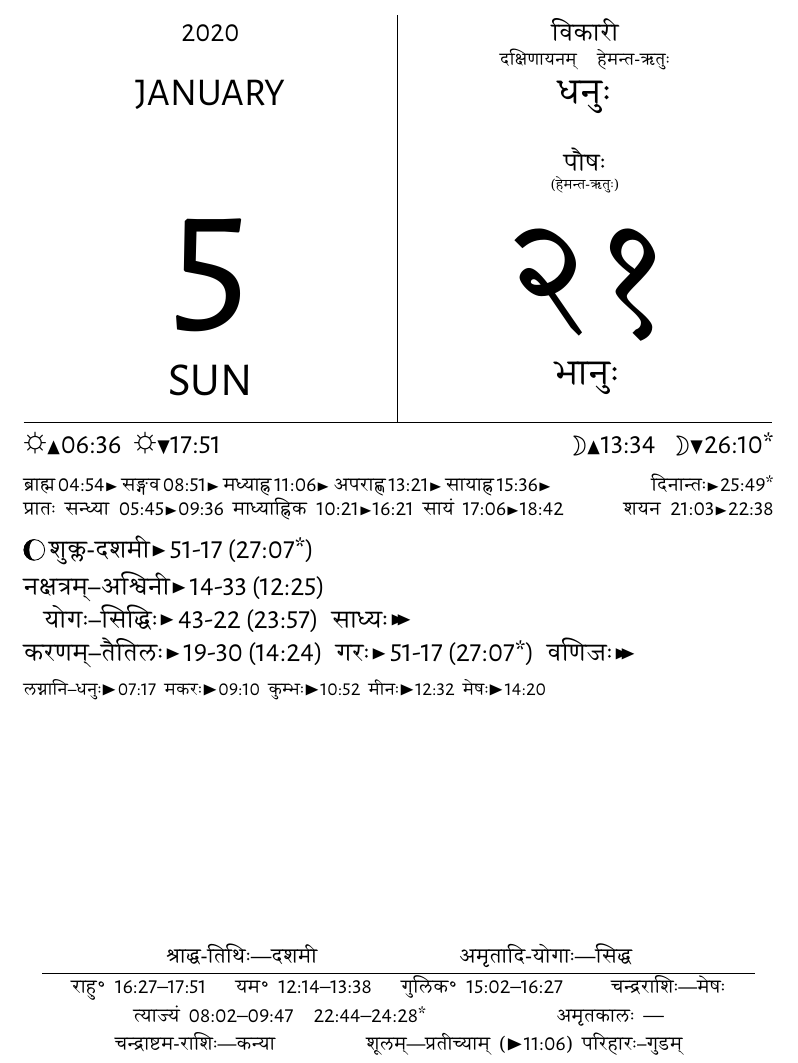 2020
JANUARY
5
SUN
विकारी
दक्षिणायनम् हेमन्त-ऋतुः
धनुः
पौषः
(हेमन्त-ऋतुः)
२१
भानुः
☼▲06:36 ☼▼17:51 ☽▲13:34 ☽▼26:10*
ब्राह्म 04:54► सङ्गव 08:51► मध्याह्न 11:06► अपराह्ण 13:21► सायाह्न 15:36► दिनान्तः►25:49*
प्रातः सन्ध्या 05:45►09:36 माध्याह्निक 10:21►16:21 सायं 17:06►18:42 शयन 21:03►22:38
शुक्ल-दशमी►51-17 (27:07*)
नक्षत्रम्–अश्विनी►14-33 (12:25)
योगः–सिद्धिः►43-22 (23:57) साध्यः►►
करणम्–तैतिलः►19-30 (14:24) गरः►51-17 (27:07*) वणिजः►►
लग्नानि–धनुः►07:17 मकरः►09:10 कुम्भः►10:52 मीनः►12:32 मेषः►14:20
श्राद्ध-तिथिः—दशमी अमृतादि-योगाः—सिद्ध
राहु॰ 16:27–17:51 यम॰ 12:14–13:38 गुलिक॰ 15:02–16:27 चन्द्रराशिः—मेषः
त्याज्यं 08:02–09:47 22:44–24:28* अमृतकालः —
चन्द्राष्टम-राशिः—कन्या शूलम्—प्रतीच्याम् (►11:06) परिहारः–गुडम्